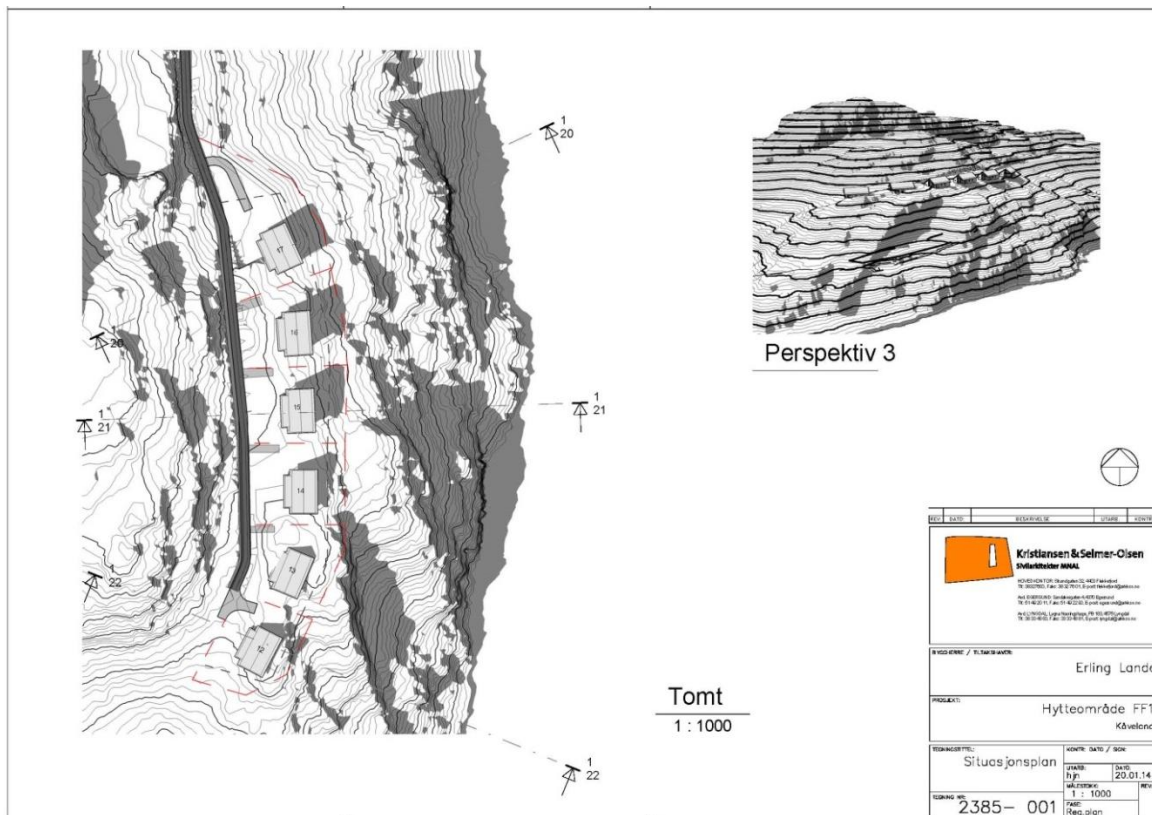 1
20
17
16
20
15
1
21
1
21
14
1
22
13
12
1
22
Perspektiv 3
Tomt
1 : 1000
REV DATO BESKRIVELSE UTARB. KONTR
Kristiansen & Selmer-Olsen
Sivilarkitekter MNAL
BYGGHERRE / TILTAKSHAVER:
Erling Lande
PROSJEKT:
Hytteområde FF1
Kåveland
TEGNINGSTITTEL:
Situasjonsplan
KONTR. DATO / SIGN:
UTARB:
hjn
DATO:
20.01.14
MÅLESTOKK:
1 : 1000
REV
TEGNING NR:
2385- 001
FASE:
Reg.plan